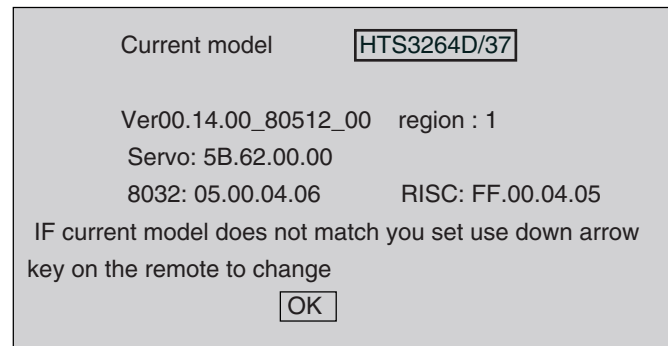 Current model HTS3264D/37
Ver00.14.00_80512_00 region : 1
Servo: 5B.62.00.00
8032: 05.00.04.06 RISC: FF.00.04.05
IF current model does not match you set use down arrow
key on the remote to change
OK